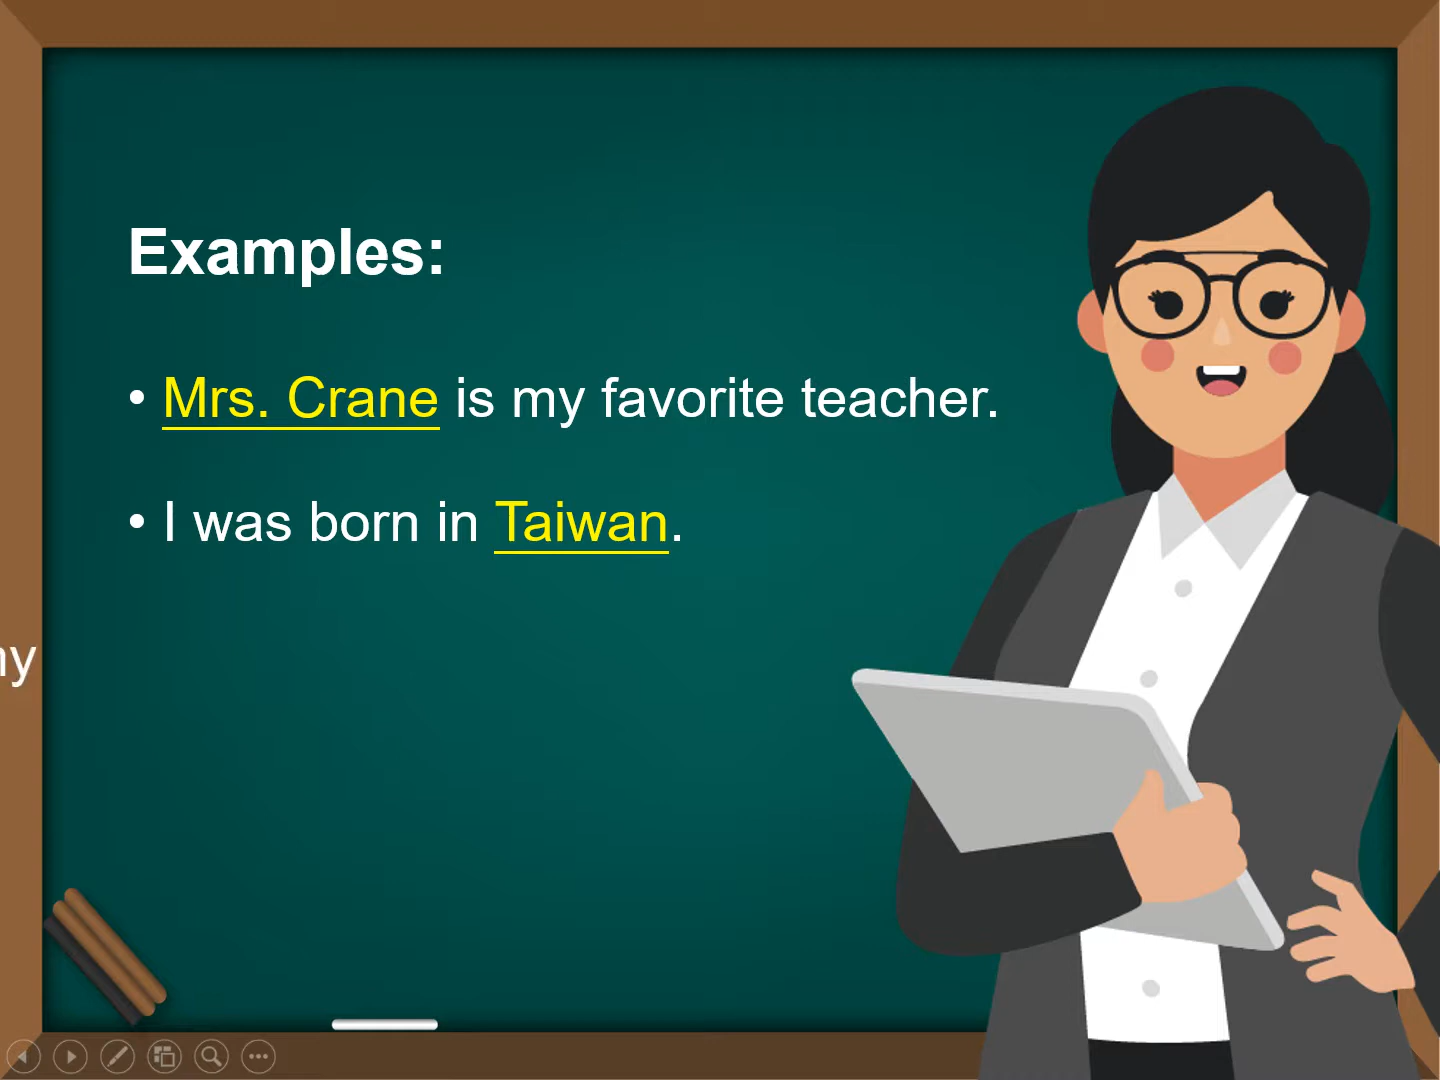 Examples:
• Mrs. Crane is my favorite teacher.
• I was born in Taiwan.